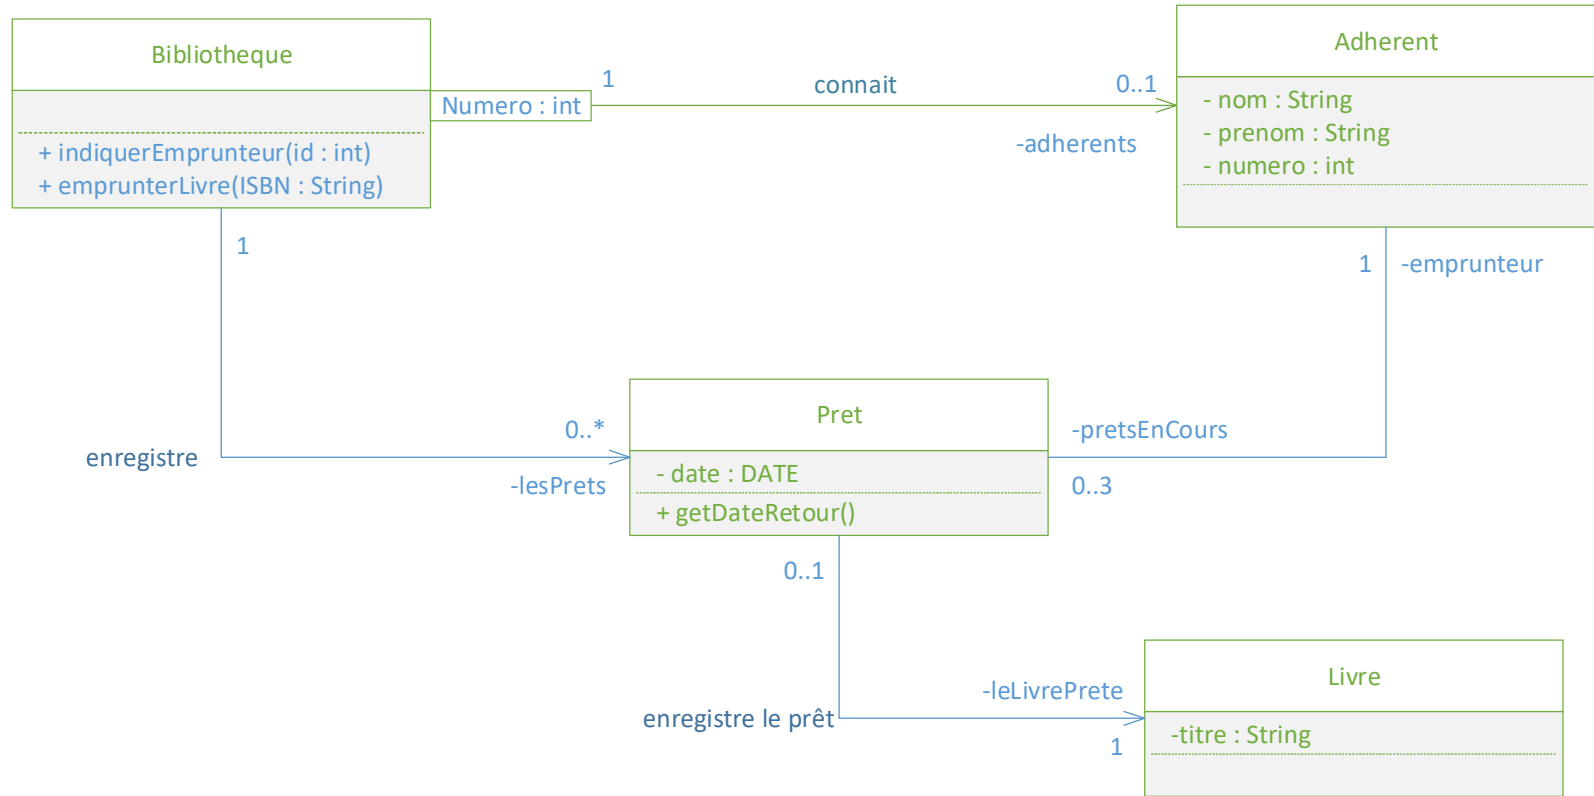 Bibliotheque
Numero : int
+ indiquerEmprunteur(id : int)
+ emprunterLivre(ISBN : String)
1
connait
0..1
-adherents
Adherent
- nom : String
- prenom : String
- numero : int
1
enregistre
0..*
-lesPrets
1
-emprunteur
Pret
- date : DATE
+ getDateRetour()
-pretsEnCours
0..3
0..1
enregistre le prêt
-leLivrePrete
1
Livre
-titre : String